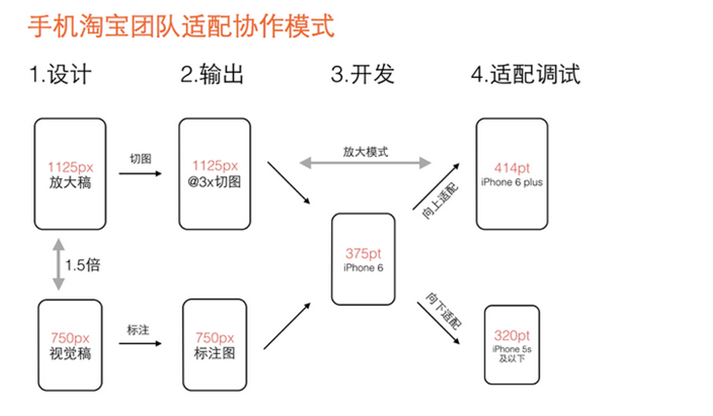 手机淘宝团队适配协作模式
1.设计
2.输出
3.开发
4.适配调试
1125px
放大稿
切图
1125px
@3x切图
放大模式
414pt
iPhone 6 plus
向上适配
375pt
iPhone 6
1.5倍
750px
视觉稿
标注
750px
标注图
向下适配
320pt
iPhone 5s
及以下